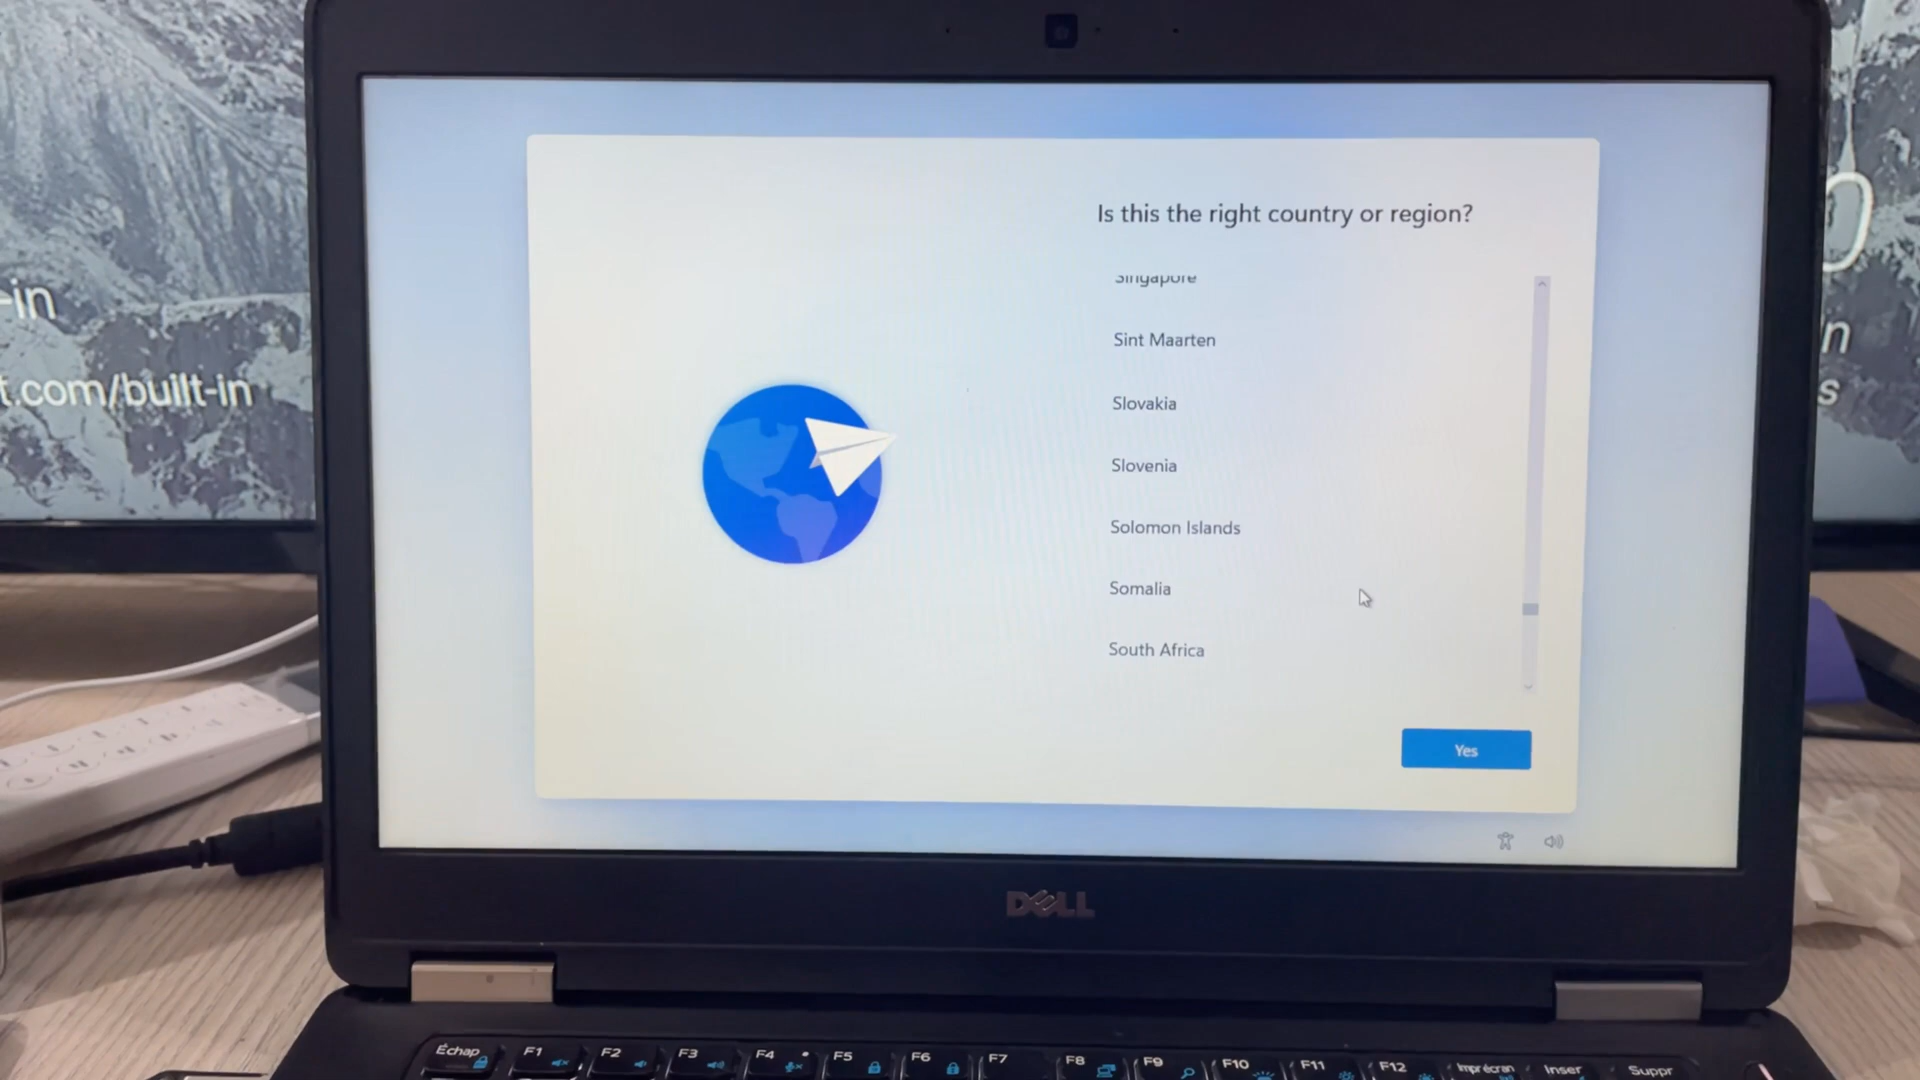 -in
t.com/built-in
Is this the right country or region?
Singapore
Sint Maarten
Slovakia
Slovenia
Solomon Islands
Somalia
South Africa
Yes
0
n
s
DELL
Échap
F1
F2
F3
F4
F5
F6
F7
F8
F9
F10
F11
F12
Impr écran
Inser
Suppr